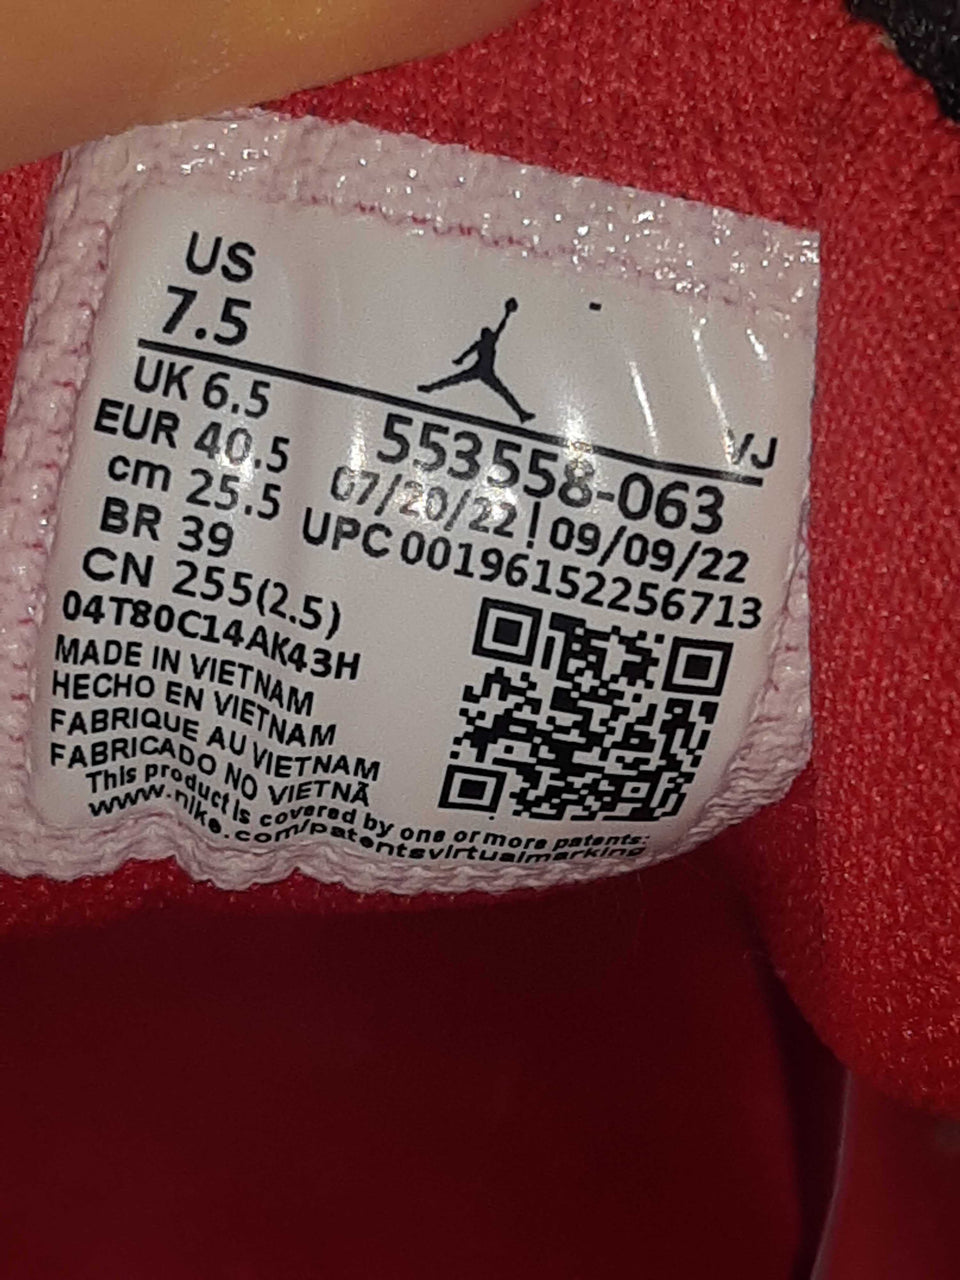 US
7.5
VJ
UK 6.5
EUR 40.5
cm 25.5
BR 39
CN 255(2.5)
553558-063
07/20/22 ! 09/09/22
UPC 00196152256713
04T80C14AK43H
MADE IN VIETNAM
HECHO EN VIETNAM
FABRIQUE AU VIETNAM
FABRICADO NO VIETNÃ
This product is covered by one or more patents:
www.nike.com/patentsvirtualmarking